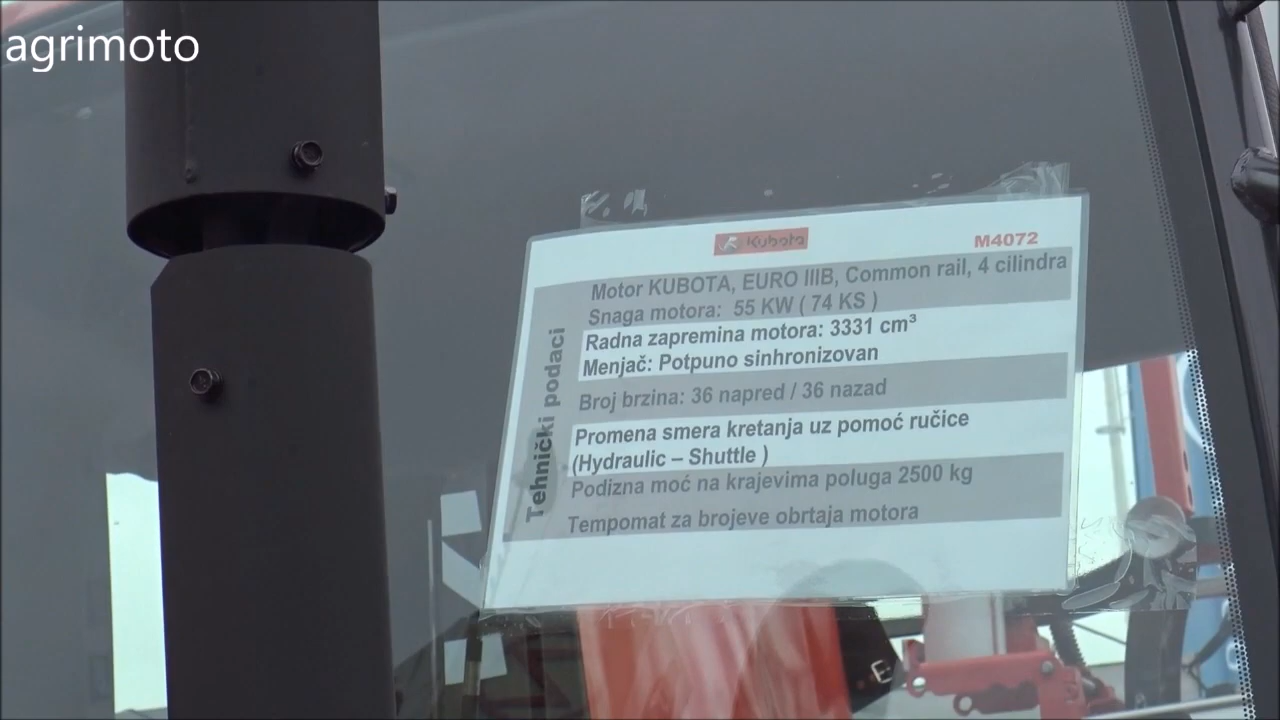 agrimoto
Kubota
M4072
Tehnički podaci
Motor KUBOTA, EURO IIIB, Common rail, 4 cilindra
Snaga motora: 55 KW ( 74 KS )
Radna zapremina motora: 3331 cm³
Menjač: Potpuno sinhronizovan
Broj brzina: 36 napred / 36 nazad
Promena smera kretanja uz pomoć ručice
(Hydraulic – Shuttle )
Podizna moć na krajevima poluga 2500 kg
Tempomat za brojeve obrtaja motora